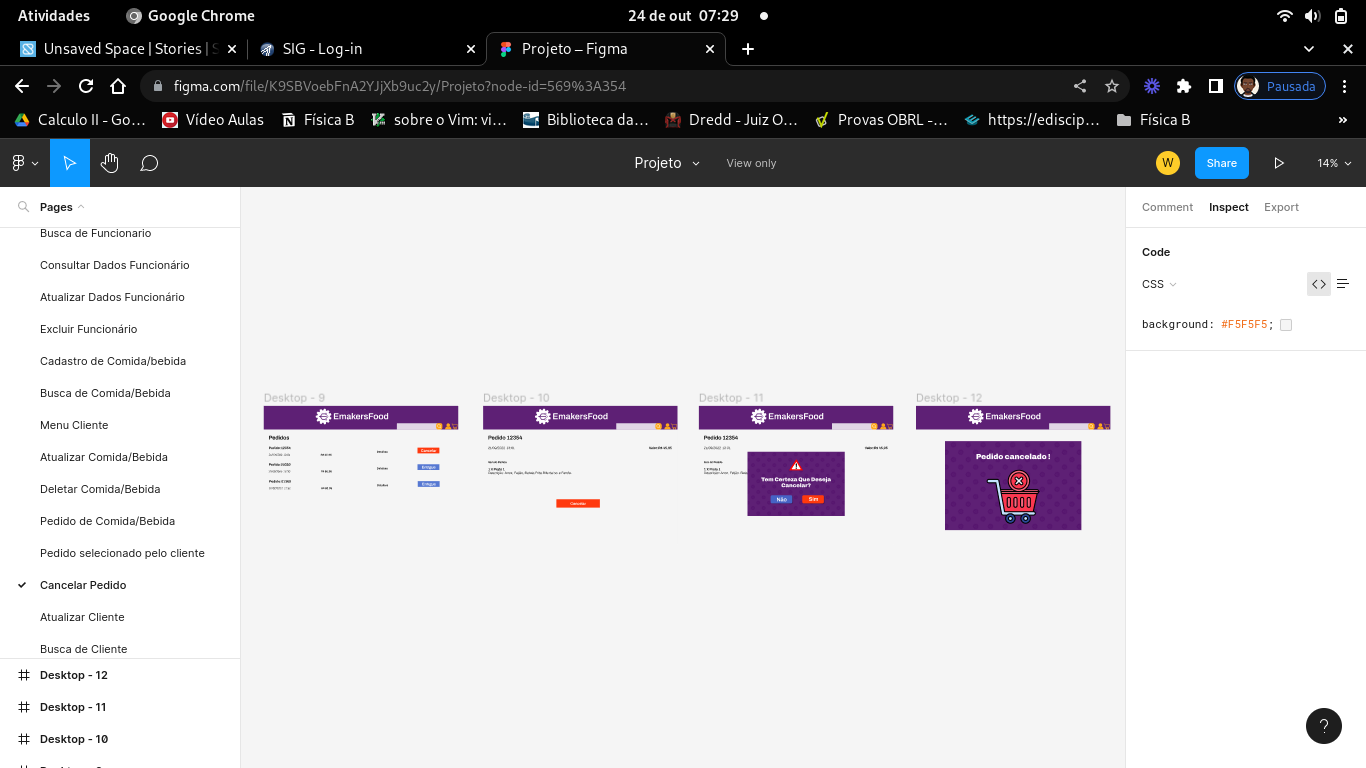 Atividades
Google Chrome
24 de out 07:29
Unsaved Space | Stories |
SIG - Log-in
Projeto – Figma
figma.com/file/K9SBVoebFnA2YJjXb9uc2y/Projeto?node-id=569%3A354
Pausada
Calculo II - Go…
Vídeo Aulas
Física B
sobre o Vim: vi…
Biblioteca da…
Dredd - Juiz O…
Provas OBRL -…
https://ediscip…
Física B
»
Projeto
View only
W
Share
14%
Pages
Comment
Inspect
Export
Busca de Funcionario
Consultar Dados Funcionário
Atualizar Dados Funcionário
Excluir Funcionário
Cadastro de Comida/bebida
Busca de Comida/Bebida
Menu Cliente
Atualizar Comida/Bebida
Deletar Comida/Bebida
Pedido de Comida/Bebida
Pedido selecionado pelo cliente
Cancelar Pedido
Atualizar Cliente
Busca de Cliente
Desktop - 12
Desktop - 11
Desktop - 10
Code
CSS
background: #F5F5F5;
Desktop - 9
EmakersFood
Pedidos
Cancelar
Entregue
Entregue
Desktop - 10
EmakersFood
Pedido 12354
Cancelar
Desktop - 11
EmakersFood
Pedido 12354
Tem Certeza Que Deseja
Cancelar?
Não
Sim
Desktop - 12
EmakersFood
Pedido cancelado !
?